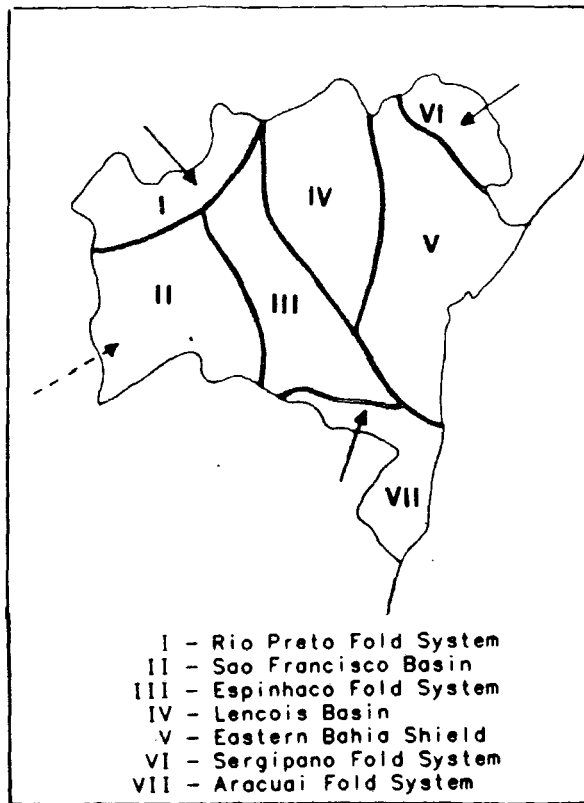 VI
I
IV
V
II
III
VII
I - Rio Preto Fold System
II - Sao Francisco Basin
III - Espinhaco Fold System
IV - Lencois Basin
V - Eastern Bahia Shield
VI - Sergipano Fold System
VII - Aracuai Fold System